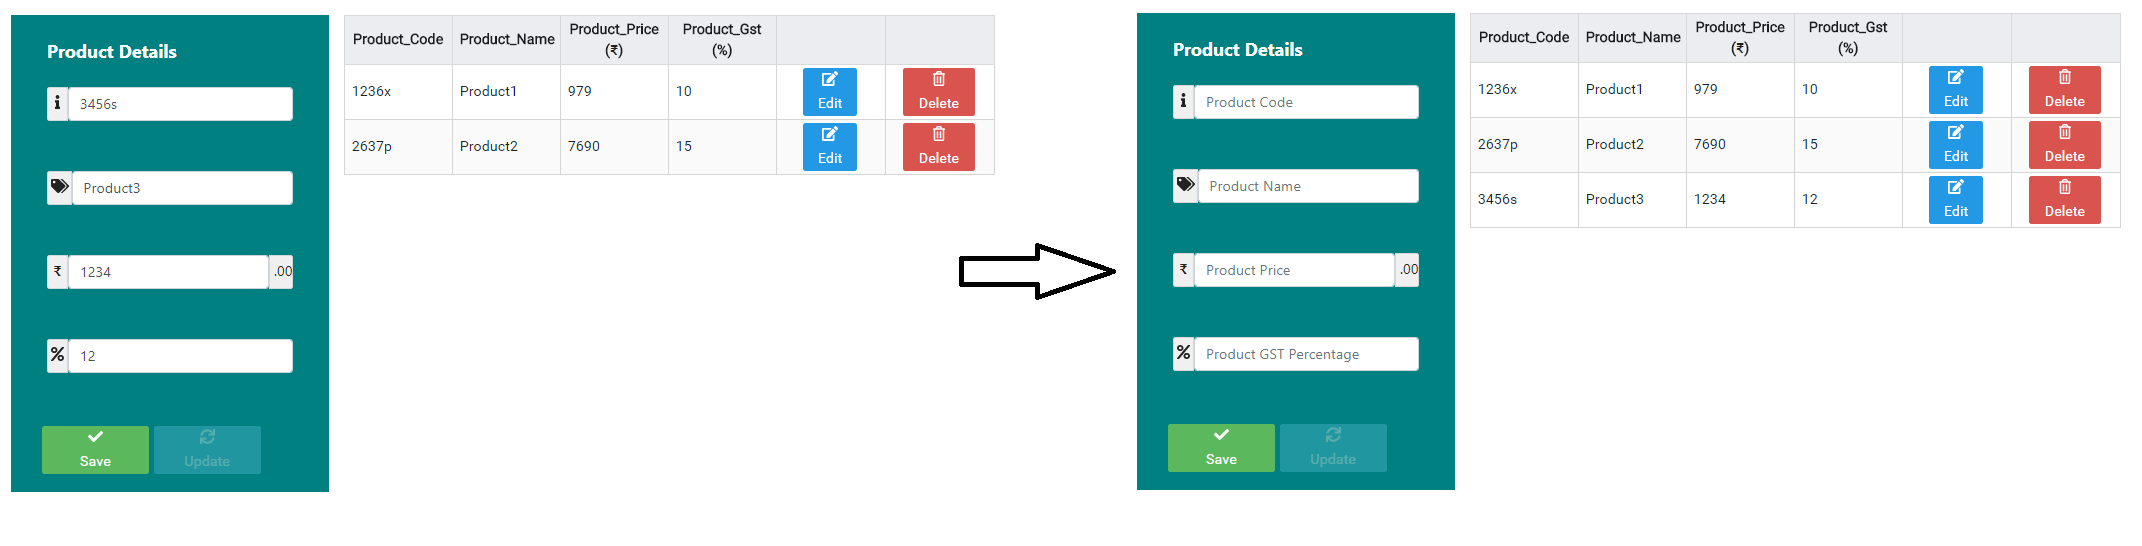 Product Details
3456s
Product3
₹ 1234 .00
% 12
Save Update
Product_Code Product_Name Product_Price (₹) Product_Gst (%)
1236x Product1 979 10 Edit Delete
2637p Product2 7690 15 Edit Delete
Product Details
Product Code
Product Name
₹ Product Price .00
% Product GST Percentage
Save Update
Product_Code Product_Name Product_Price (₹) Product_Gst (%)
1236x Product1 979 10 Edit Delete
2637p Product2 7690 15 Edit Delete
3456s Product3 1234 12 Edit Delete